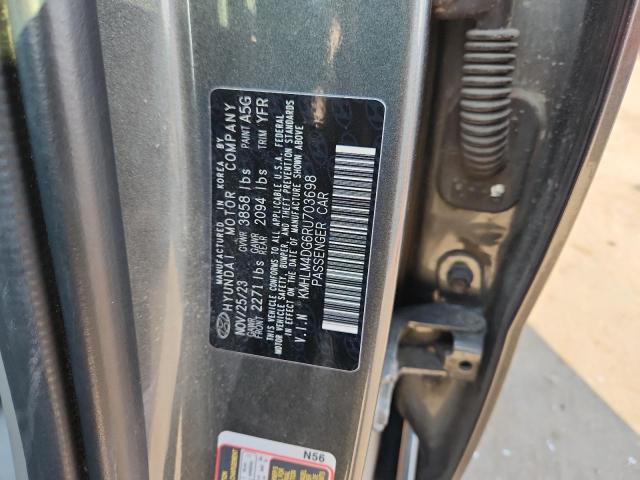 MANUFACTURED IN KOREA BY
HYUNDAI MOTOR COMPANY
NOV/25/23 GVWR 3858 lbs PAINT A5G
GAWR FRONT 2271 lbs GAWR REAR 2094 lbs TRIM YFR
THIS VEHICLE CONFORMS TO ALL APPLICABLE U.S.A. FEDERAL
MOTOR VEHICLE SAFETY, BUMPER, AND THEFT PREVENTION STANDARDS
IN EFFECT ON THE DATE OF MANUFACTURE SHOWN ABOVE
V.I.N KMHLM4DG6RU703698
PASSENGER CAR
N56